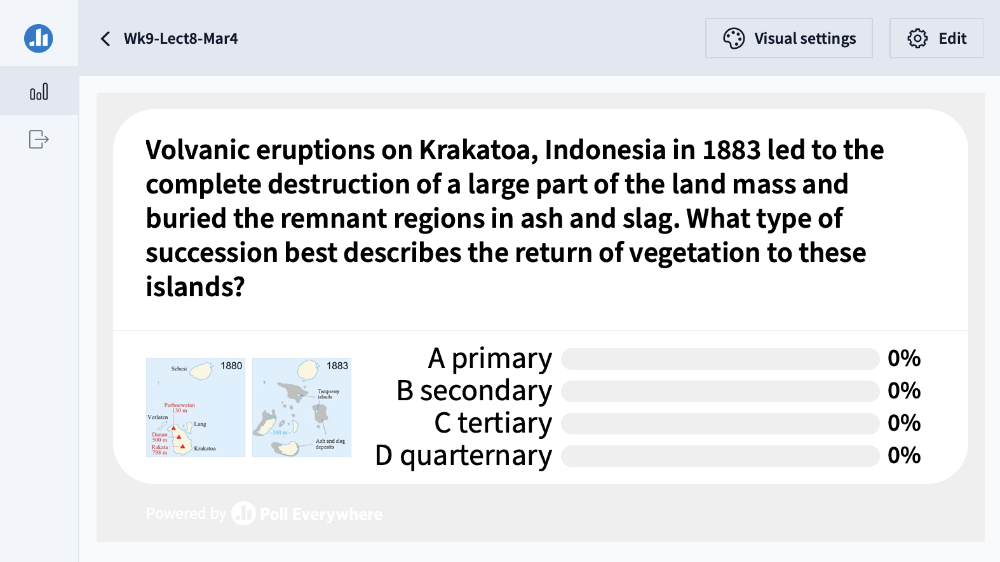 Wk9-Lect8-Mar4
Visual settings
Edit
Volvanic eruptions on Krakatoa, Indonesia in 1883 led to the
complete destruction of a large part of the land mass and
buried the remnant regions in ash and slag. What type of
succession best describes the return of vegetation to these
islands?
1880
Sebesi
Perboewetan
130 m
Verlaten
Lang
Danan
500 m
Rakata
798 m
Krakatoa
1883
Temporary
islands
-300 m
Ash and slag
deposits
A primary 0%
B secondary 0%
C tertiary 0%
D quarternary 0%
Powered by Poll Everywhere